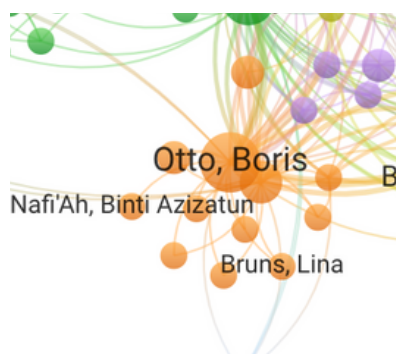 Otto, Boris
B
Nafi'Ah, Binti Azizatun
Bruns, Lina